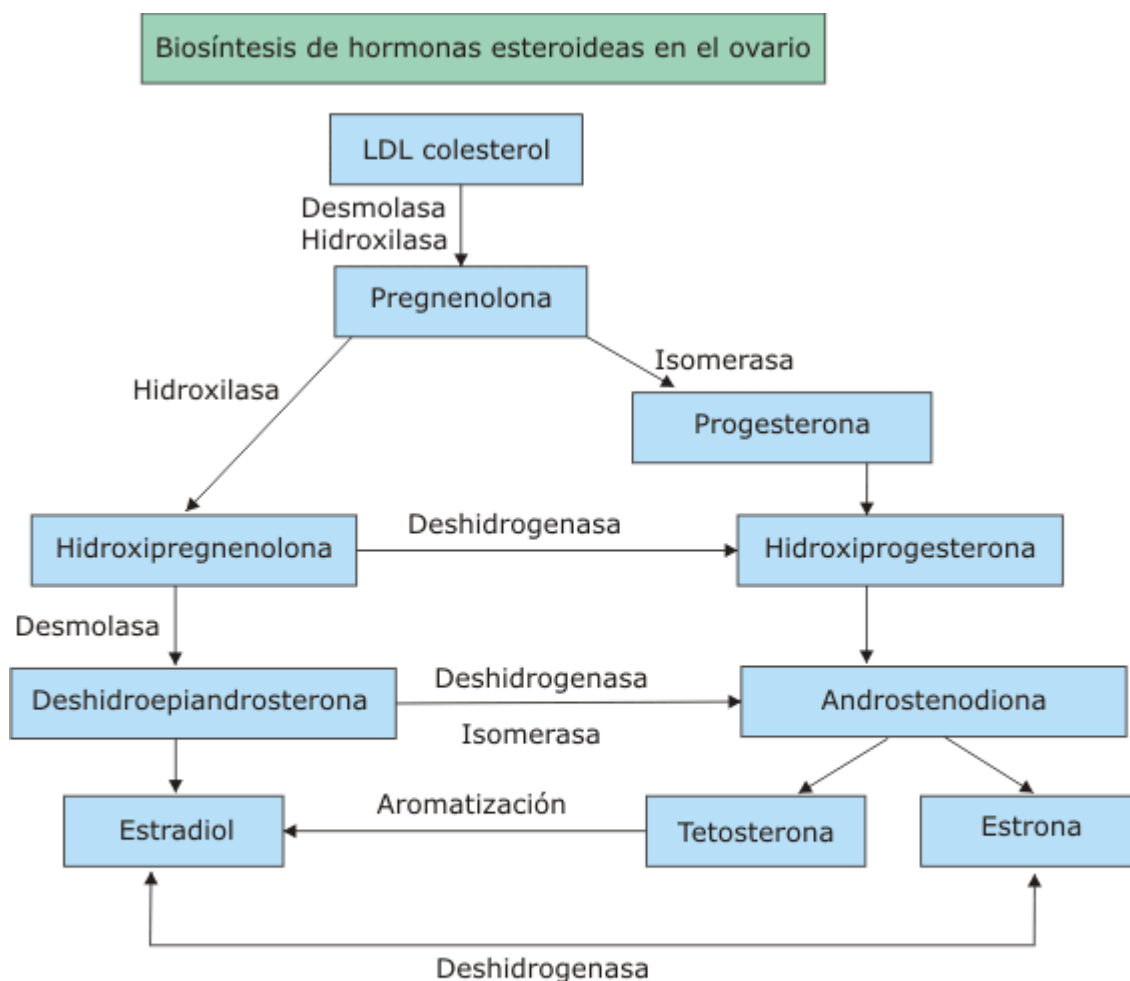 Biosíntesis de hormonas esteroideas en el ovario
LDL colesterol
Desmolasa
Hidroxilasa
Pregnenolona
Isomerasa
Hidroxilasa
Progesterona
Deshidrogenasa
Hidroxipregnenolona
Hidroxiprogesterona
Desmolasa
Deshidrogenasa
Deshidroepiandrosterona
Androstenodiona
Isomerasa
Aromatización
Estradiol
Tetosterona
Estrona
Deshidrogenasa